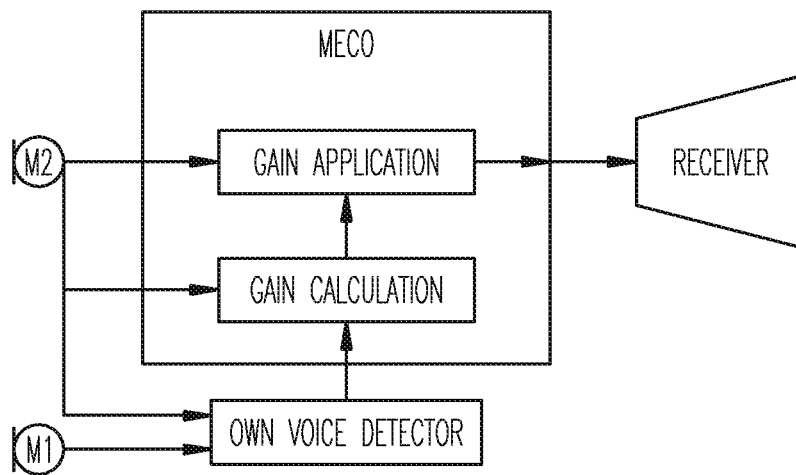 MECO
M2
GAIN APPLICATION
RECEIVER
GAIN CALCULATION
OWN VOICE DETECTOR
M1